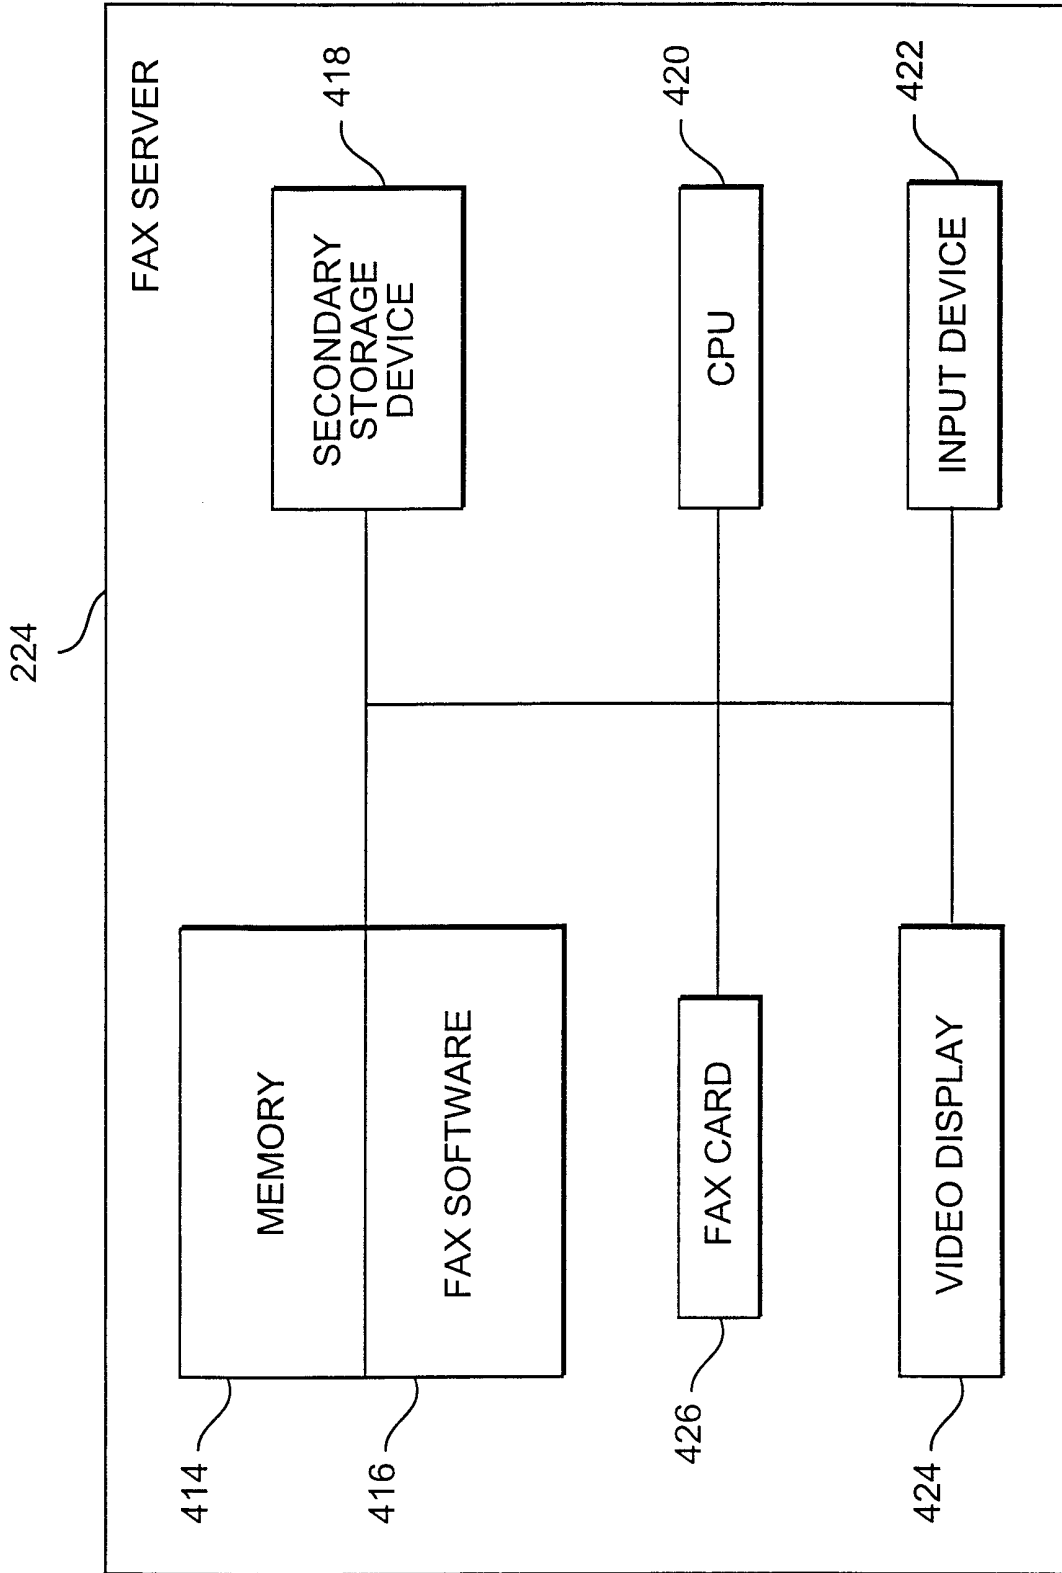 224
FAX SERVER
414
MEMORY
416
FAX SOFTWARE
SECONDARY
STORAGE
DEVICE
418
426
FAX CARD
CPU
420
424
VIDEO DISPLAY
INPUT DEVICE
422